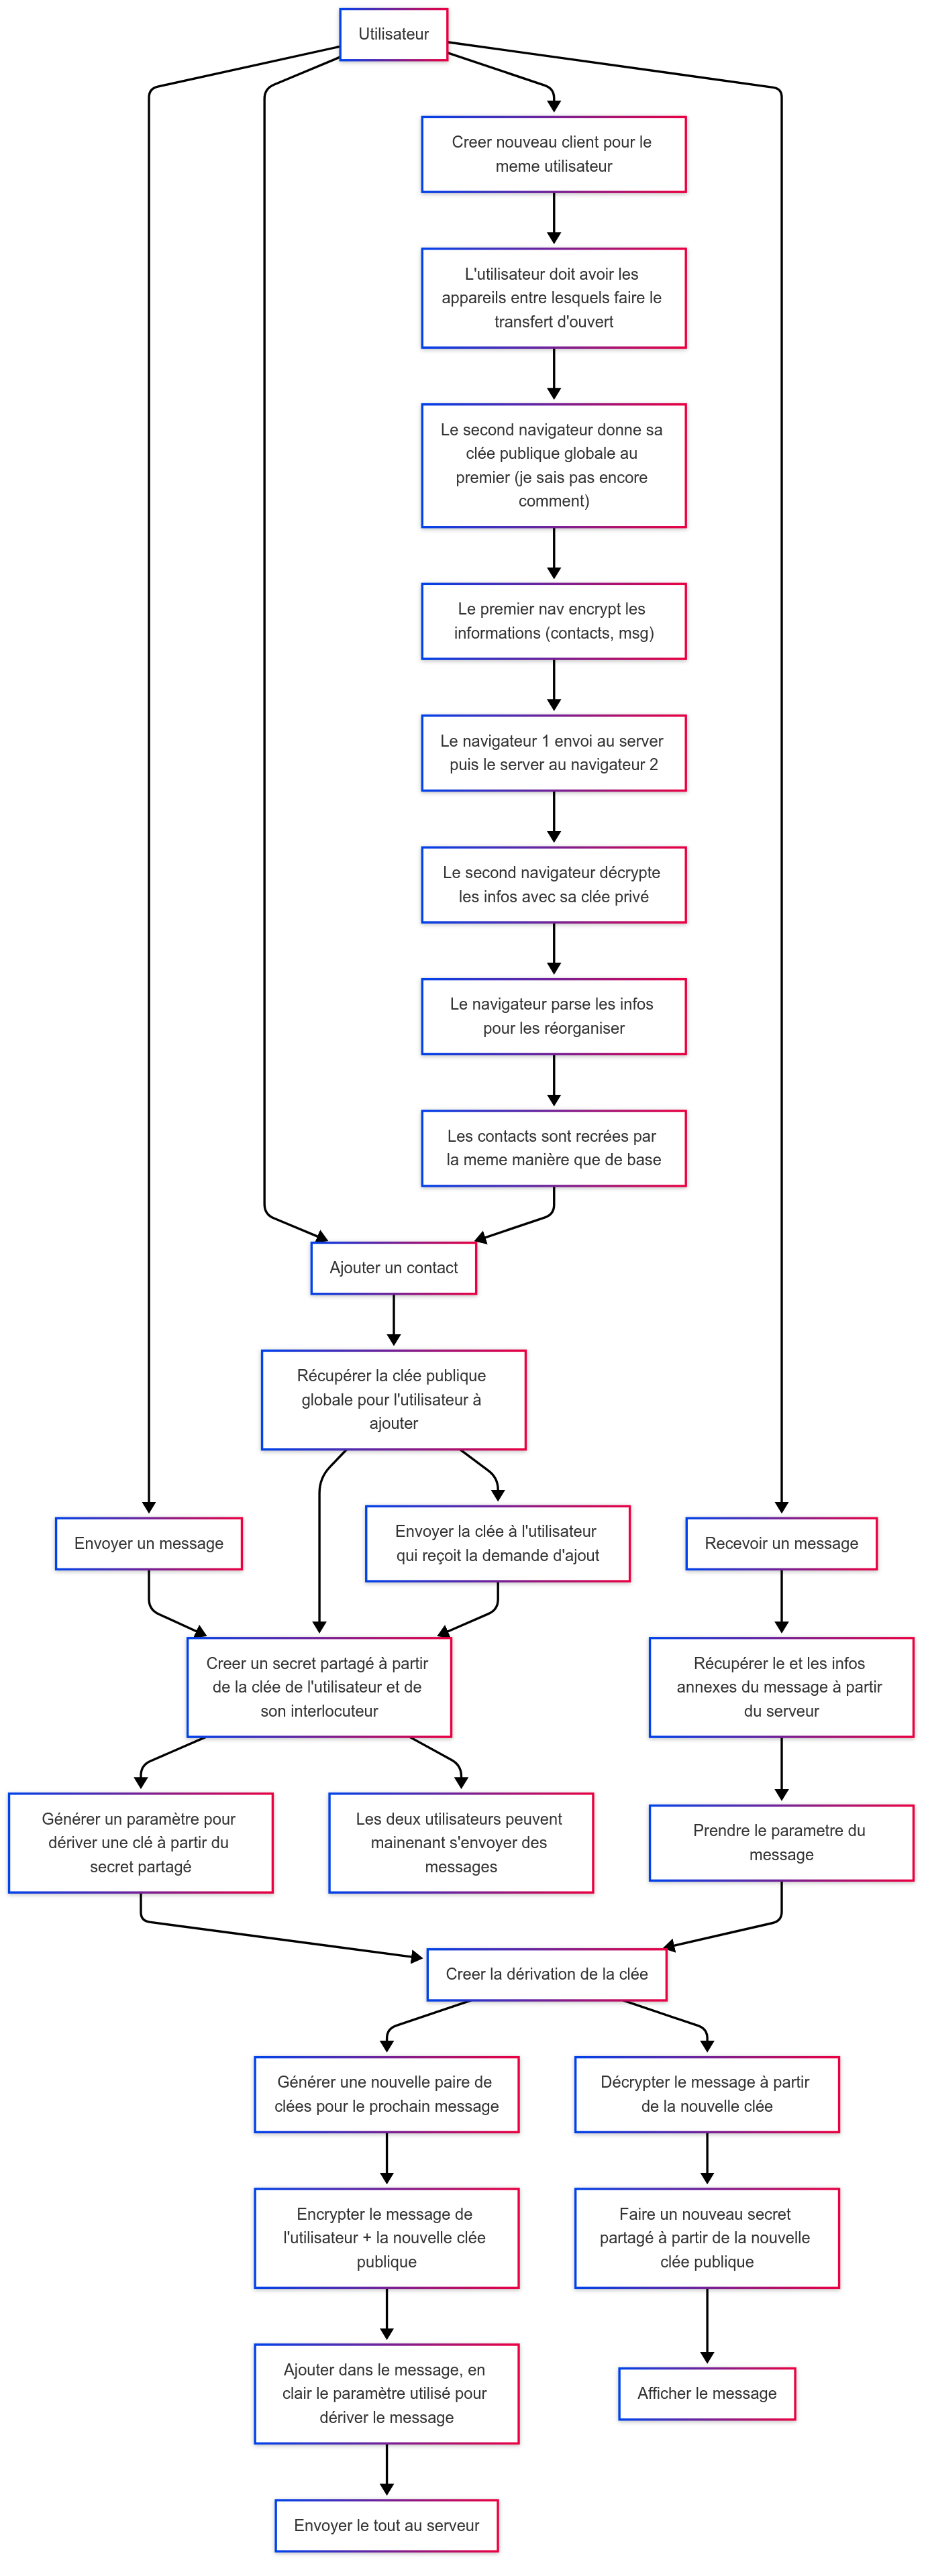 Utilisateur
Creer nouveau client pour le
meme utilisateur
L'utilisateur doit avoir les
appareils entre lesquels faire le
transfert d'ouvert
Le second navigateur donne sa
clée publique globale au
premier (je sais pas encore
comment)
Le premier nav encrypt les
informations (contacts, msg)
Le navigateur 1 envoi au server
puis le server au navigateur 2
Le second navigateur décrypte
les infos avec sa clée privé
Le navigateur parse les infos
pour les réorganiser
Les contacts sont recrées par
la meme manière que de base
Ajouter un contact
Récupérer la clée publique
globale pour l'utilisateur à
ajouter
Envoyer un message
Envoyer la clée à l'utilisateur
qui reçoit la demande d'ajout
Recevoir un message
Creer un secret partagé à partir
de la clée de l'utilisateur et de
son interlocuteur
Récupérer le et les infos
annexes du message à partir
du serveur
Générer un paramètre pour
dériver une clé à partir du
secret partagé
Les deux utilisateurs peuvent
mainenant s'envoyer des
messages
Prendre le parametre du
message
Creer la dérivation de la clée
Générer une nouvelle paire de
clées pour le prochain message
Décrypter le message à partir
de la nouvelle clée
Encrypter le message de
l'utilisateur + la nouvelle clée
publique
Faire un nouveau secret
partagé à partir de la nouvelle
clée publique
Ajouter dans le message, en
clair le paramètre utilisé pour
dériver le message
Afficher le message
Envoyer le tout au serveur